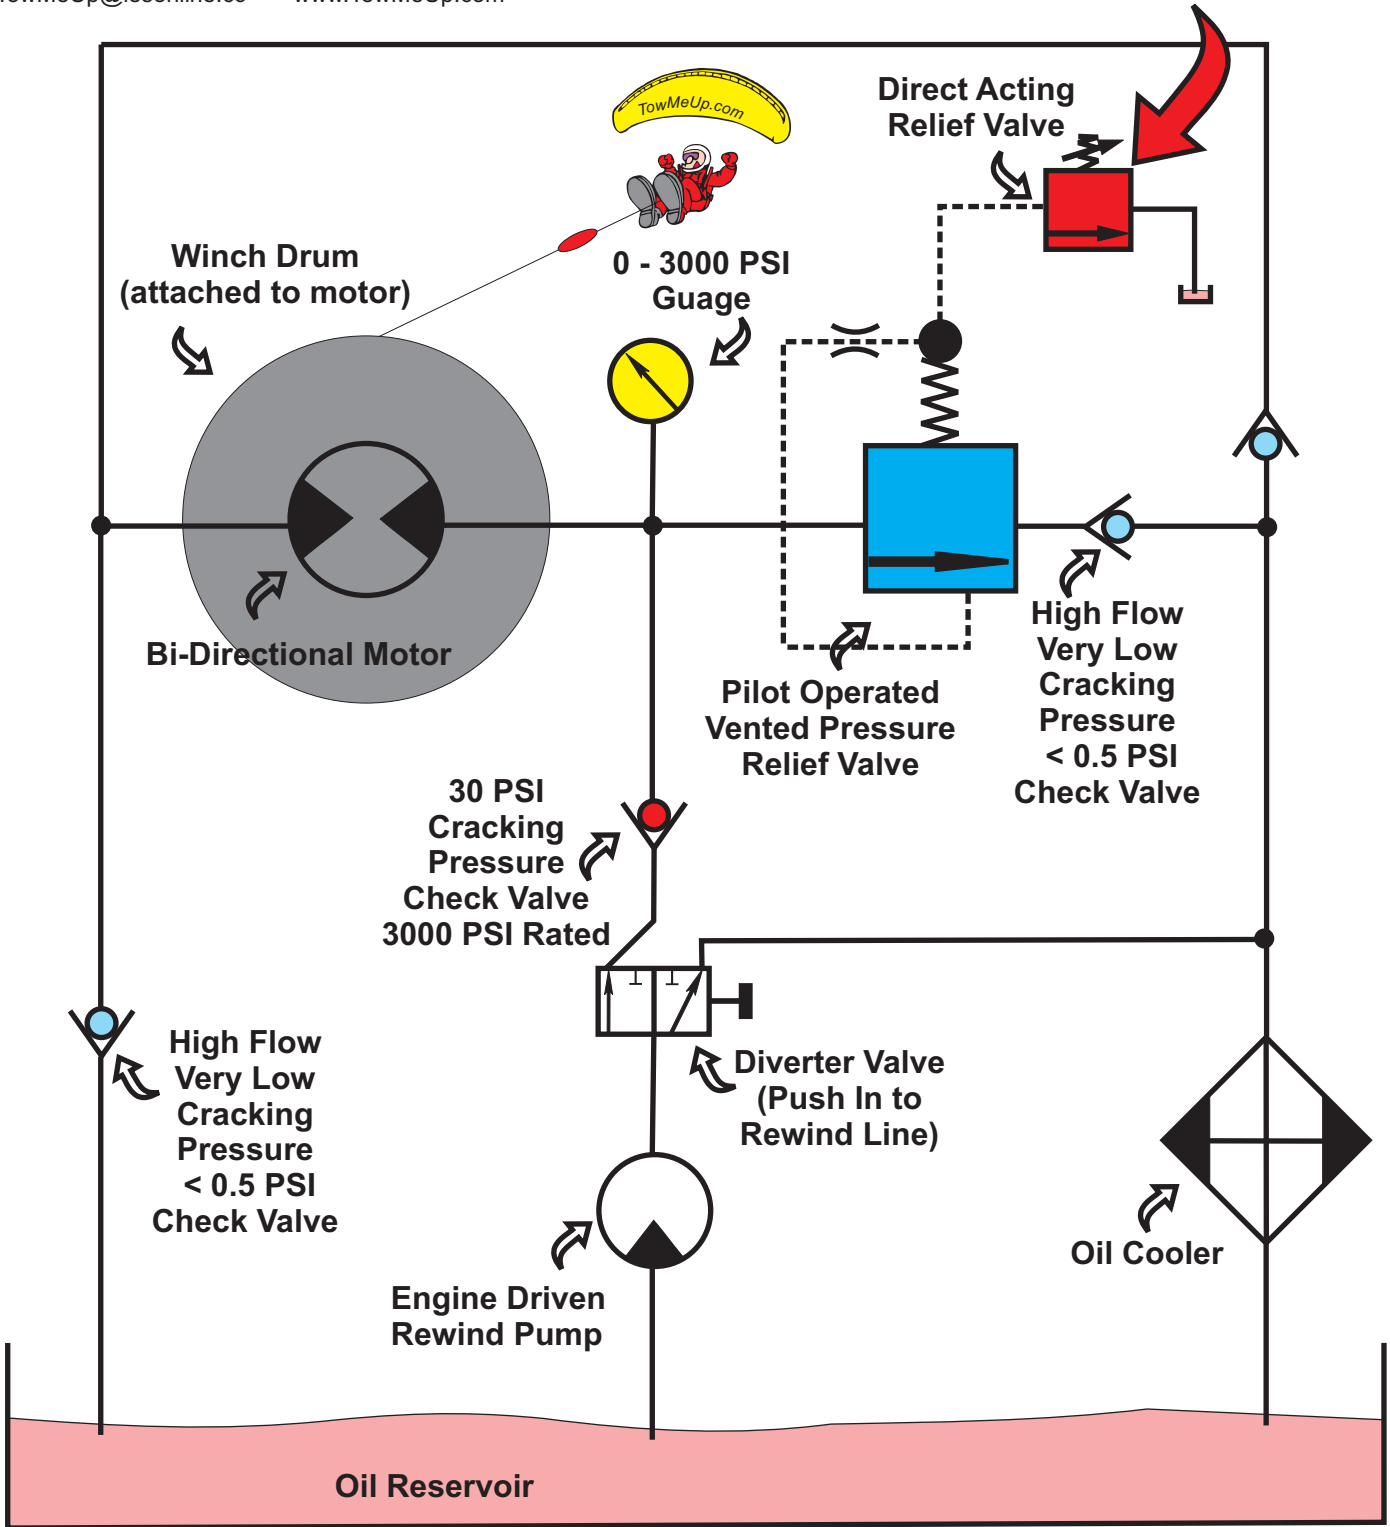 www.TowMeUp.com
TowMeUp.com
Direct Acting
Relief Valve
Winch Drum
(attached to motor)
0 - 3000 PSI
Guage
Bi-Directional Motor
High Flow
Very Low
Cracking
Pressure
< 0.5 PSI
Check Valve
Pilot Operated
Vented Pressure
Relief Valve
30 PSI
Cracking
Pressure
Check Valve
3000 PSI Rated
High Flow
Very Low
Cracking
Pressure
< 0.5 PSI
Check Valve
Diverter Valve
(Push In to
Rewind Line)
Oil Cooler
Engine Driven
Rewind Pump
Oil Reservoir